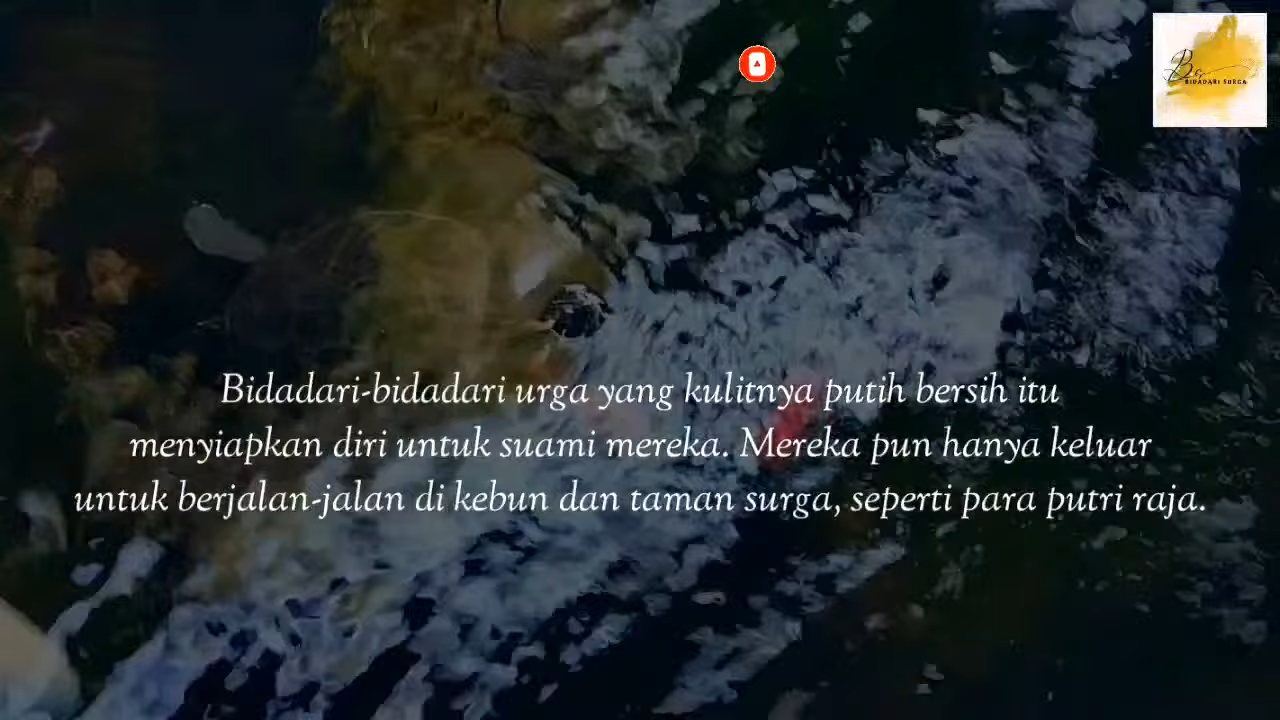 BIDADARI SURGA
Bidadari-bidadari urga yang kulitnya putih bersih itu
menyiapkan diri untuk suami mereka. Mereka pun hanya keluar
untuk berjalan-jalan di kebun dan taman surga, seperti para putri raja.